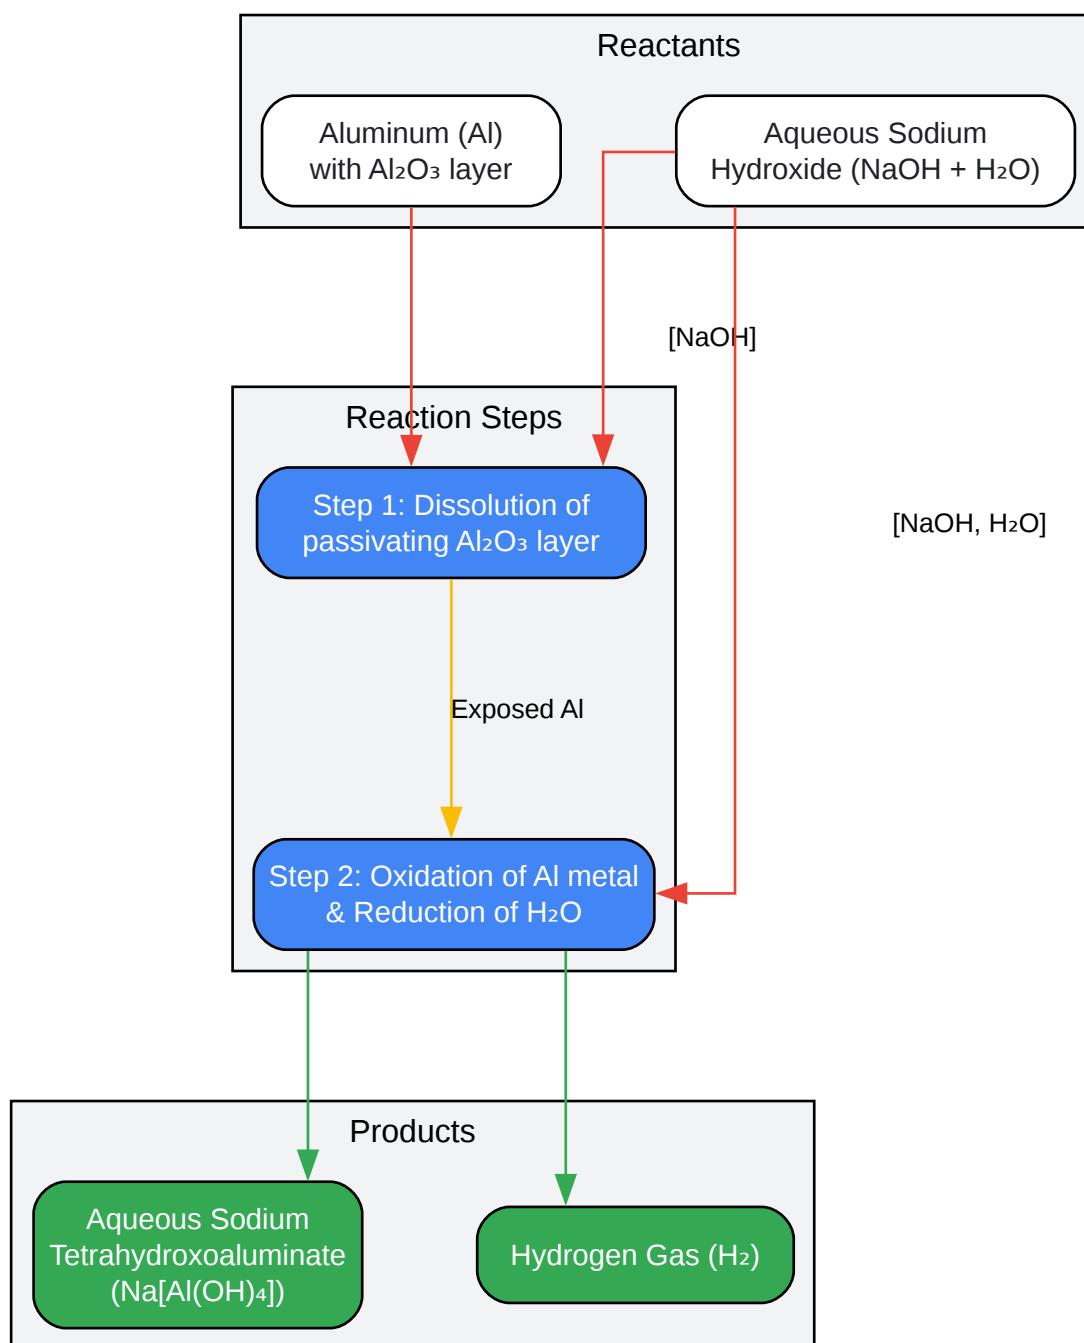 Reactants
Aluminum (Al)
with Al₂O₃ layer
Aqueous Sodium
Hydroxide (NaOH + H₂O)
[NaOH]
Reaction Steps
Step 1: Dissolution of
passivating Al₂O₃ layer
[NaOH, H₂O]
Exposed Al
Step 2: Oxidation of Al metal
& Reduction of H₂O
Products
Aqueous Sodium
Tetrahydroxoaluminate
(Na[Al(OH)₄])
Hydrogen Gas (H₂)